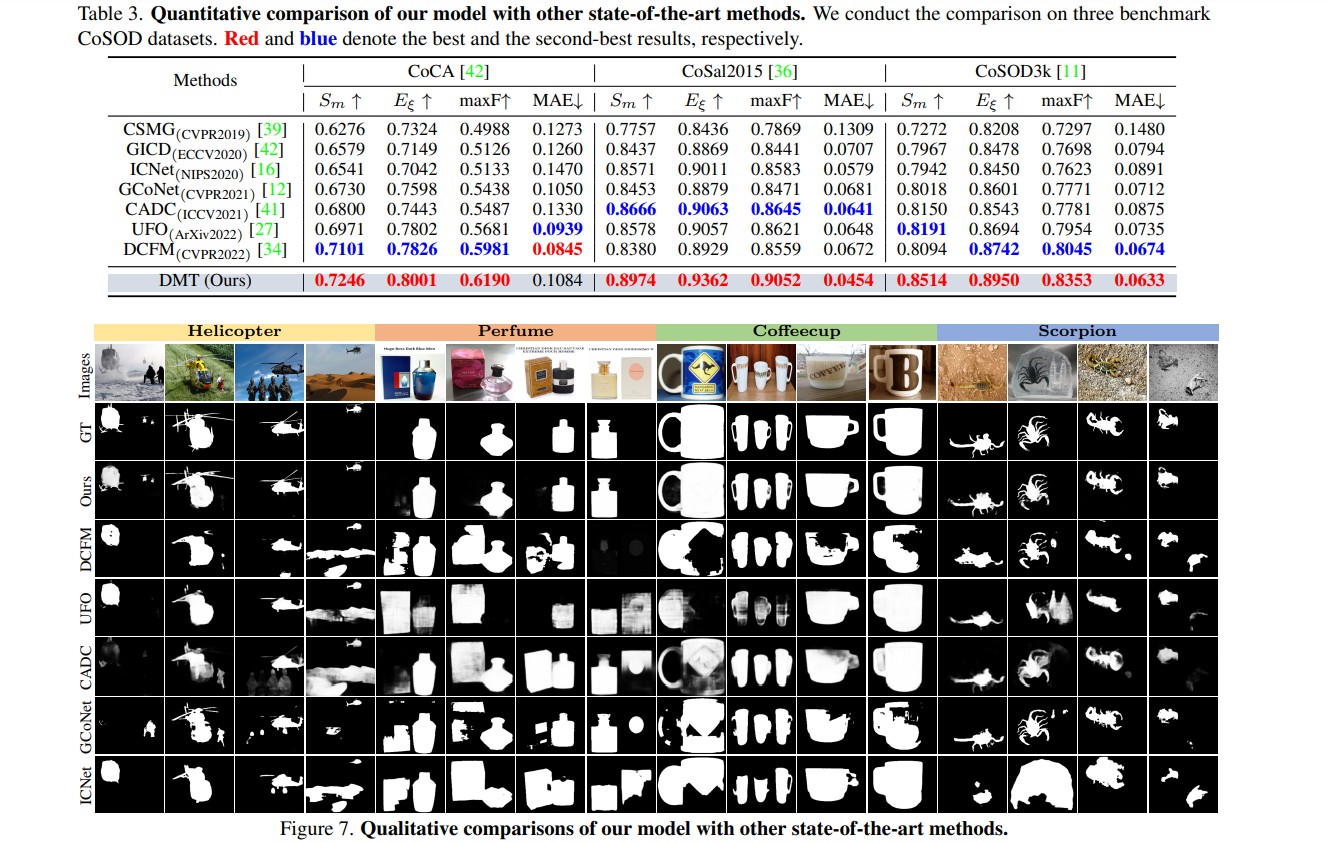 Table 3. Quantitative comparison of our model with other state-of-the-art methods. We conduct the comparison on three benchmark
CoSOD datasets. Red and blue denote the best and the second-best results, respectively.
Methods CoCA [42] CoSal2015 [36] CoSOD3k [11]
Sm ↑ Eξ ↑ maxF↑ MAE↓ Sm ↑ Eξ ↑ maxF↑ MAE↓ Sm ↑ Eξ ↑ maxF↑ MAE↓
CSMG(CVPR2019) [39] 0.6276 0.7324 0.4988 0.1273 0.7757 0.8436 0.7869 0.1309 0.7272 0.8208 0.7297 0.1480
GICD(ECCV2020) [42] 0.6579 0.7149 0.5126 0.1260 0.8437 0.8869 0.8441 0.0707 0.7967 0.8478 0.7698 0.0794
ICNet(NIPS2020) [16] 0.6541 0.7042 0.5133 0.1470 0.8571 0.9011 0.8583 0.0579 0.7942 0.8450 0.7623 0.0891
GCoNet(CVPR2021) [12] 0.6730 0.7598 0.5438 0.1050 0.8453 0.8879 0.8471 0.0681 0.8018 0.8601 0.7771 0.0712
CADC(ICCV2021) [41] 0.6800 0.7443 0.5487 0.1330 0.8666 0.9063 0.8645 0.0641 0.8150 0.8543 0.7781 0.0875
UFO(ArXiv2022) [27] 0.6971 0.7802 0.5681 0.0939 0.8578 0.9057 0.8621 0.0648 0.8191 0.8694 0.7954 0.0735
DCFM(CVPR2022) [34] 0.7101 0.7826 0.5981 0.0845 0.8380 0.8929 0.8559 0.0672 0.8094 0.8742 0.8045 0.0674
DMT (Ours) 0.7246 0.8001 0.6190 0.1084 0.8974 0.9362 0.9052 0.0454 0.8514 0.8950 0.8353 0.0633
Helicopter Perfume Coffeecup Scorpion
Images
COFFEE
B
GT
Ours
DCFM
UFO
CADC
GCoNet
ICNet
Figure 7. Qualitative comparisons of our model with other state-of-the-art methods.